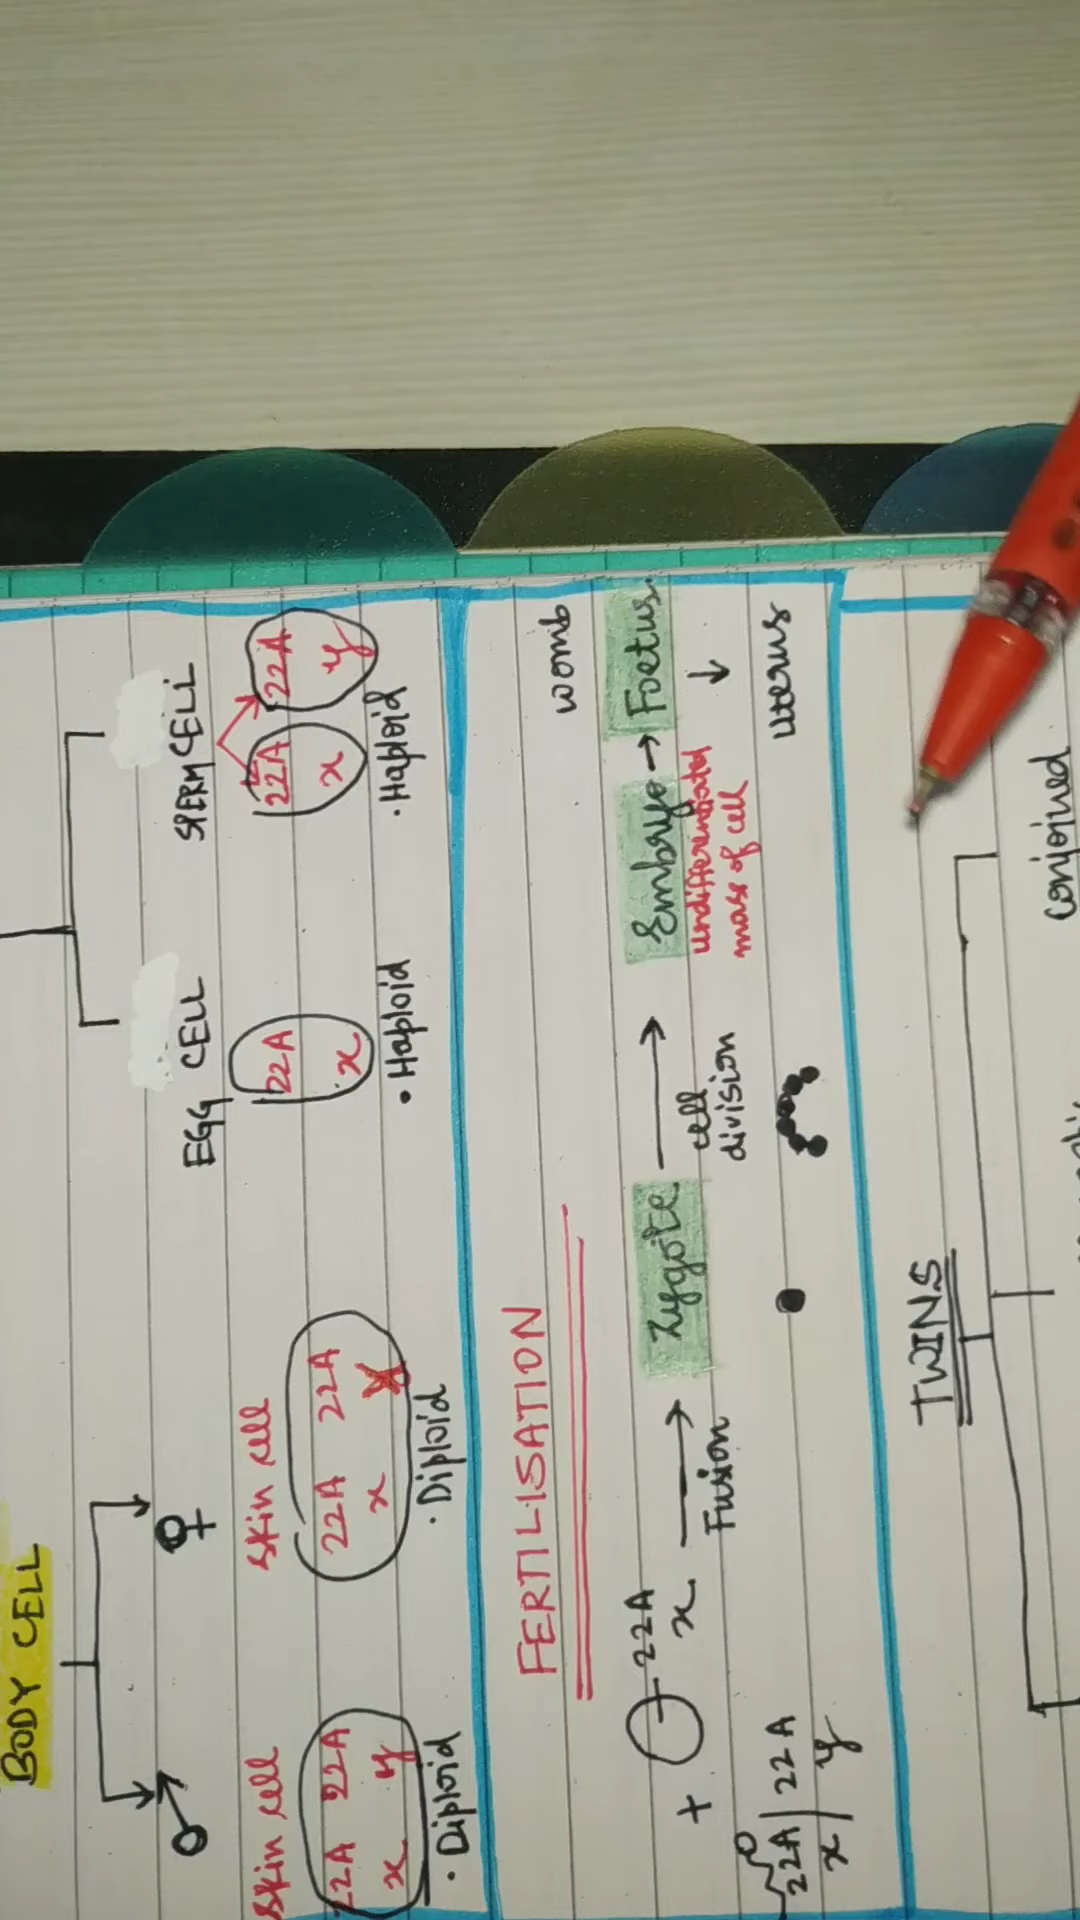 BODY CELL
♂ ♀
EGG CELL
SPERM CELL
Skin cell
22A 22A
x y
• Diploid
Skin cell
22A 22A
x X
• Diploid
22A
x
• Haploid
22A 22A
x y
• Haploid
FERTILISATION
womb
+ 22A
x
→ Fusion
Zygote → cell division
Embryo → Foetus
undifferentiated
mass of cell
↓
Uterus
22A | 22A
x | y
TWINS
Conjoined